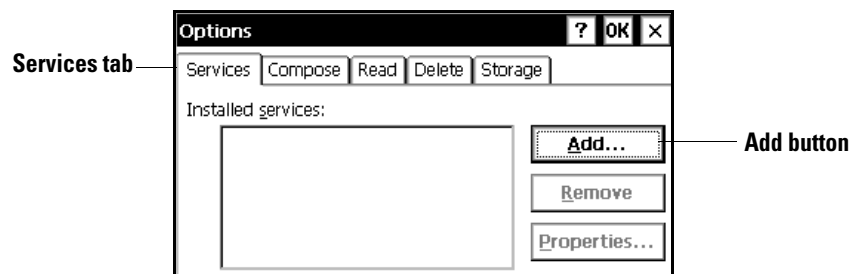 Options ? OK ×
Services tab
Services Compose Read Delete Storage
Installed services:
Add...
Add button
Remove
Properties...